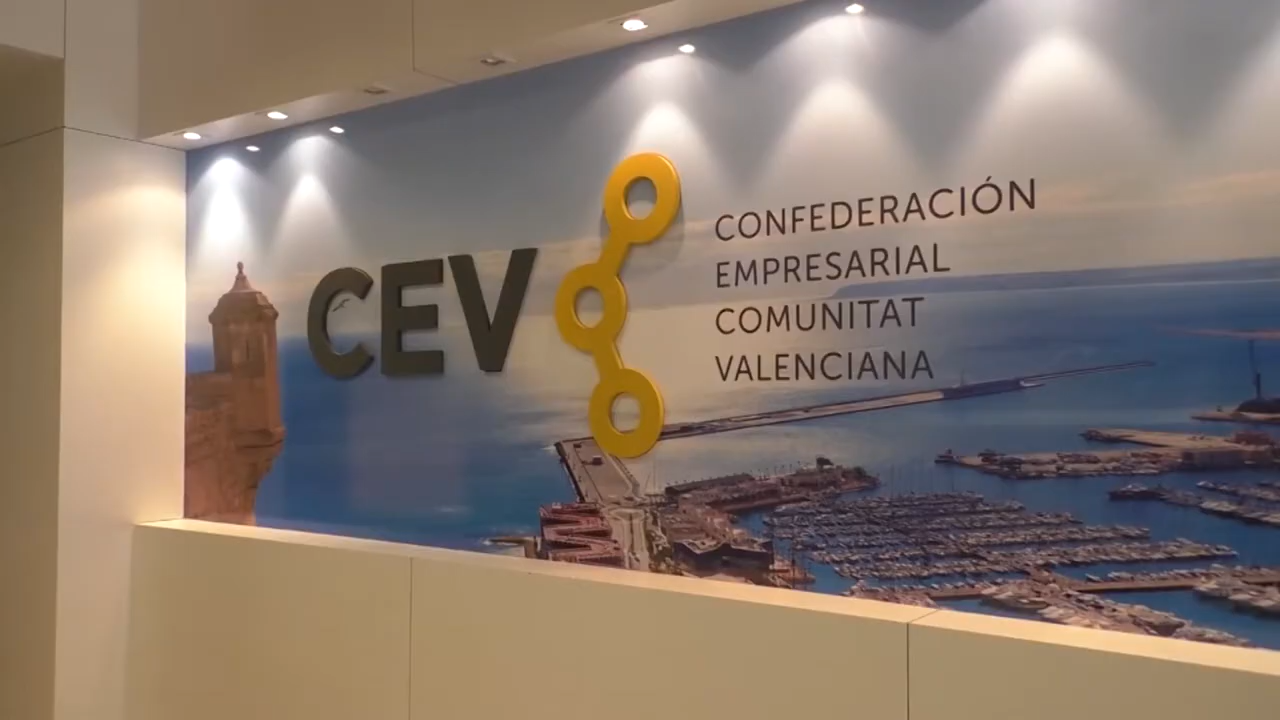 CEV
CONFEDERACIÓN
EMPRESARIAL
COMUNITAT
VALENCIANA